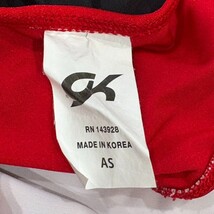 GK
RN 143928
MADE IN KOREA
AS